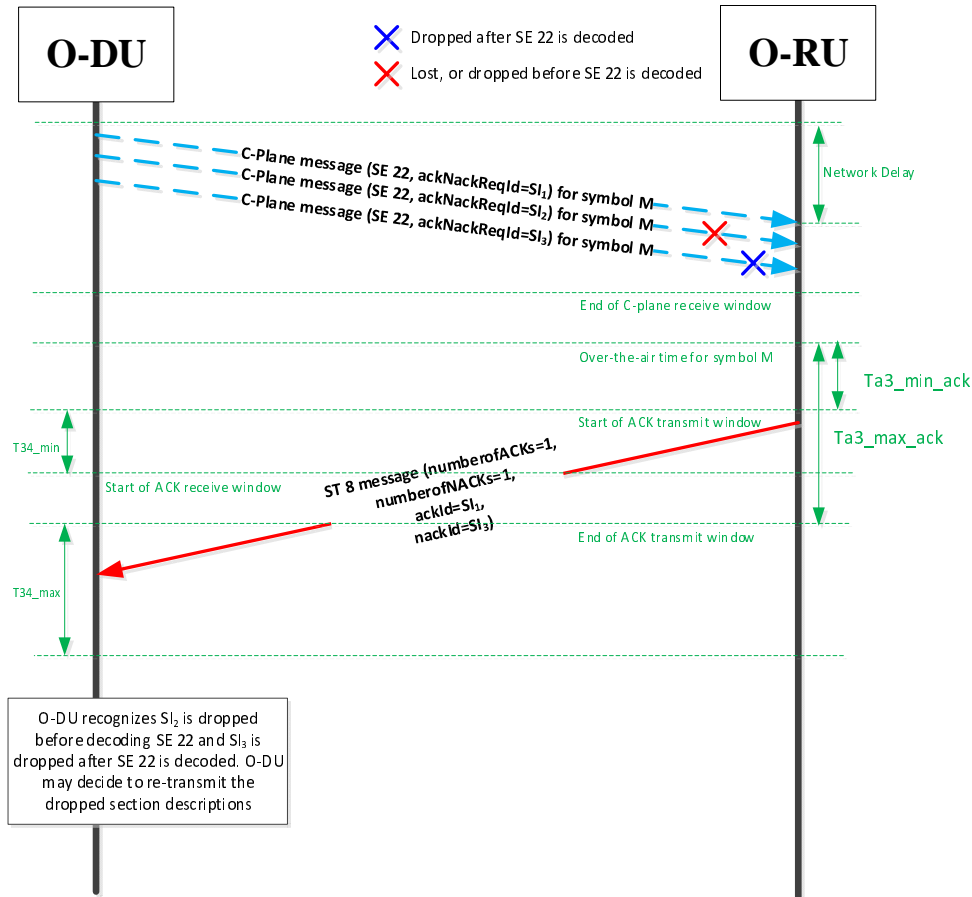 O-DU
O-RU
Dropped after SE 22 is decoded
Lost, or dropped before SE 22 is decoded
C-Plane message (SE 22, ackNackReqId=SI₁) for symbol M
C-Plane message (SE 22, ackNackReqId=SI₂) for symbol M
C-Plane message (SE 22, ackNackReqId=SI₃) for symbol M
Network Delay
End of C-plane receive window
Over-the-air time for symbol M
Ta3_min_ack
Start of ACK transmit window
Ta3_max_ack
T34_min
Start of ACK receive window
ST 8 message (numberofACKs=1,
numberofNACKs=1,
ackId=SI₁,
nackId=SI₃)
End of ACK transmit window
T34_max
O-DU recognizes SI₂ is dropped
before decoding SE 22 and SI₃ is
dropped after SE 22 is decoded. O-DU
may decide to re-transmit the
dropped section descriptions